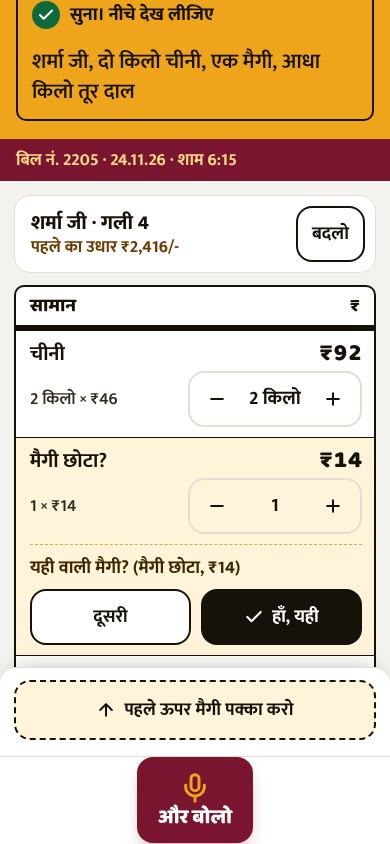 सुना। नीचे देख लीजिए
शर्मा जी, दो किलो चीनी, एक मैगी, आधा
किलो तूर दाल
बिल नं. 2205 · 24.11.26 · शाम 6:15
शर्मा जी · गली 4
पहले का उधार ₹2,416/-
बदलो
सामान ₹
चीनी ₹92
2 किलो × ₹46 − 2 किलो +
मैगी छोटा? ₹14
1 × ₹14 − 1 +
यही वाली मैगी? (मैगी छोटा, ₹14)
दूसरी ✓ हाँ, यही
↑ पहले ऊपर मैगी पक्का करो
और बोलो